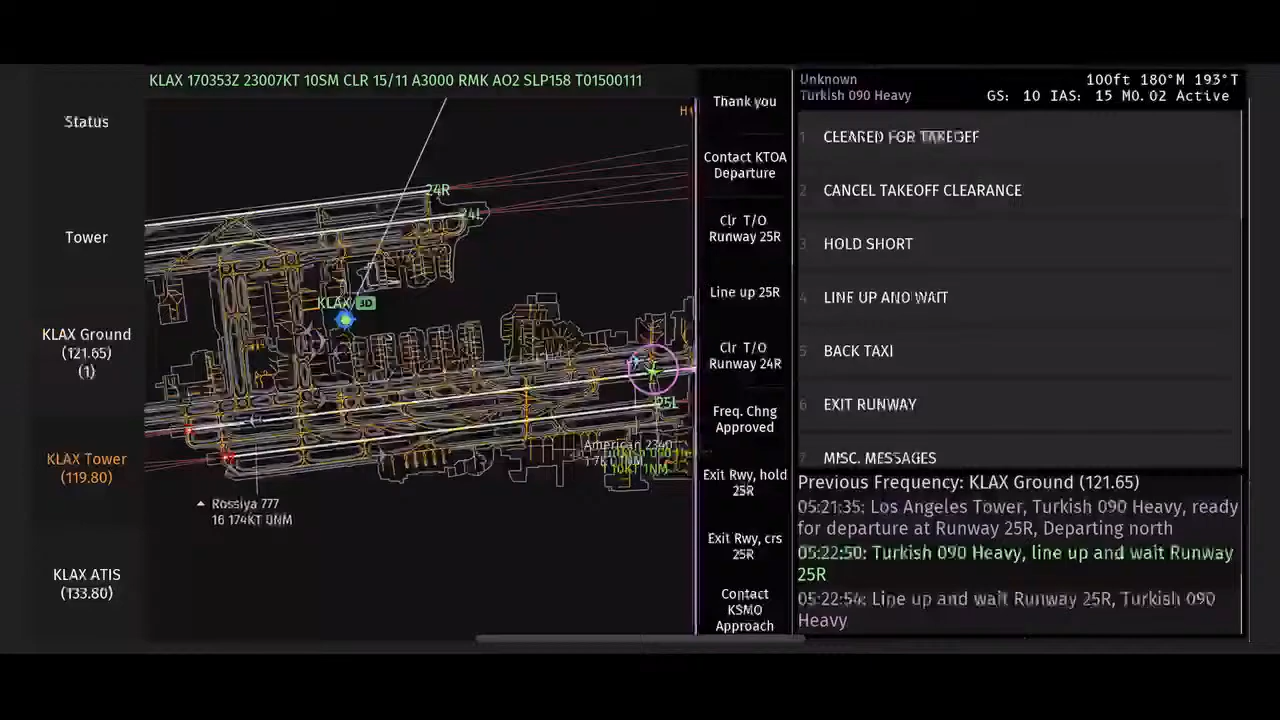 KLAX 170353Z 23007KT 10SM CLR 15/11 A3000 RMK AO2 SLP158 T01500111
Status
Tower
KLAX Ground
(121.65)
(1)
KLAX Tower
(119.80)
KLAX ATIS
(133.80)
24R
24L
KLAX 3D
25L
American 2340
Rossiya 777
16 174KT 0NM
Thank you
Contact KTOA
Departure
Clr T/O
Runway 25R
Line up 25R
Clr T/O
Runway 24R
Freq. Chng
Approved
Exit Rwy, hold
25R
Exit Rwy, crs
25R
Contact
KSMO
Approach
Unknown
Turkish 090 Heavy
100ft 180°M 193°T
GS: 10 IAS: 15 M0.02 Active
1 CLEARED FOR TAKEOFF
2 CANCEL TAKEOFF CLEARANCE
3 HOLD SHORT
4 LINE UP AND WAIT
5 BACK TAXI
6 EXIT RUNWAY
7 MISC. MESSAGES
Previous Frequency: KLAX Ground (121.65)
05:21:35: Los Angeles Tower, Turkish 090 Heavy, ready
for departure at Runway 25R, Departing north
05:22:50: Turkish 090 Heavy, line up and wait Runway
25R
05:22:54: Line up and wait Runway 25R, Turkish 090
Heavy